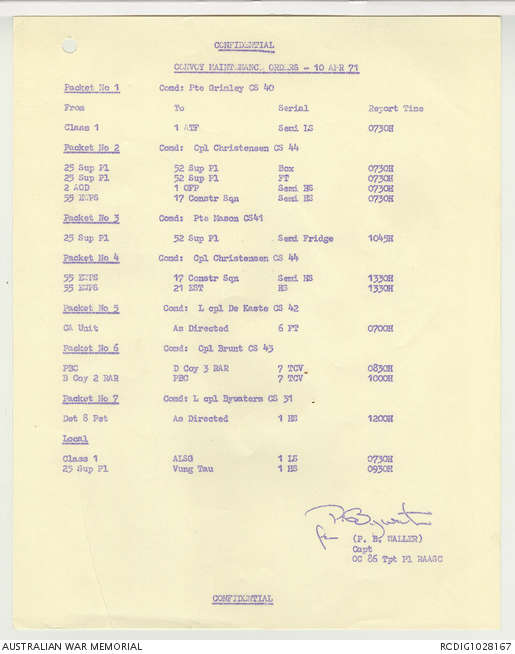 CONFIDENTIAL
CONVOY MAINTENANCE ORDERS - 10 APR 71
Packet No 1 Comd: Pte Grimley CS 40
From To Serial Report Time
Class 1 1 ATF Semi LS 0730H
Packet No 2 Comd: Cpl Christensen CS 44
25 Sup Pl 52 Sup Pl Box 0730H
25 Sup Pl 52 Sup Pl FT 0730H
2 AOD 1 OFP Semi HS 0730H
55 EWPS 17 Constr Sqn Semi HS 0730H
Packet No 3 Comd: Pte Mason CS41
25 Sup Pl 52 Sup Pl Semi Fridge 1045H
Packet No 4 Comd: Cpl Christensen CS 44
55 EWPS 17 Constr Sqn Semi HS 1330H
55 EWPS 21 EST HS 1330H
Packet No 5 Comd: L cpl De Kaste CS 42
CA Unit As Directed 6 FT 0700H
Packet No 6 Comd: Cpl Brunt CS 43
PBC D Coy 3 RAR 7 TCV 0830H
B Coy 2 RAR PBC 7 TCV 1000H
Packet No 7 Comd: L cpl Bywaters CS 31
Det 8 Pet As Directed 1 HS 1200H
Local
Class 1 ALSG 1 LS 0730H
25 Sup Pl Vung Tau 1 HS 0930H
for (P. B. WALLER)
Capt
OC 86 Tpt Pl RAASC
CONFIDENTIAL
AUSTRALIAN WAR MEMORIAL RCDIG1028167